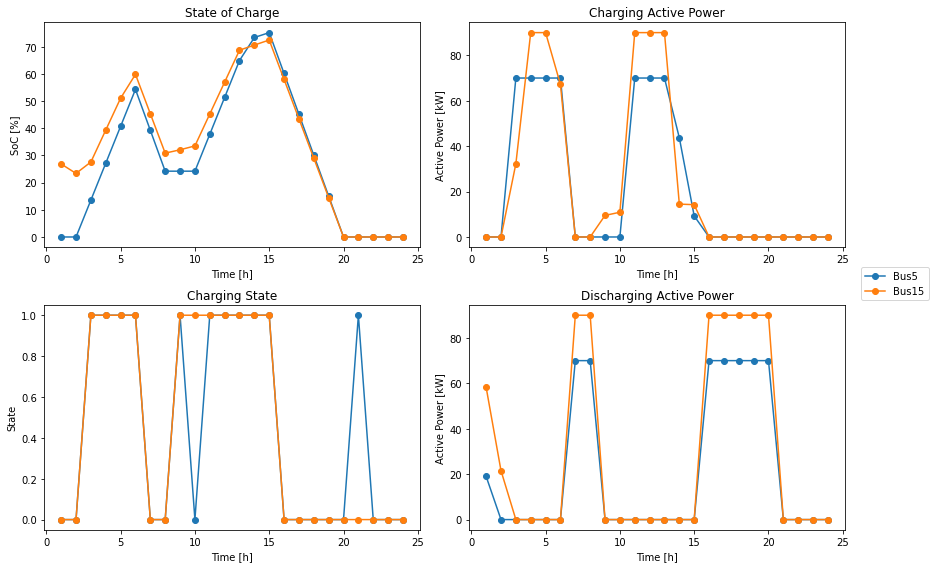 State of Charge
SoC [%]
70
60
50
40
30
20
10
0
0 5 10 15 20 25
Time [h]
Charging Active Power
Active Power [kW]
80
60
40
20
0
0 5 10 15 20 25
Time [h]
Bus5
Bus15
Charging State
State
1.0
0.8
0.6
0.4
0.2
0.0
0 5 10 15 20 25
Time [h]
Discharging Active Power
Active Power [kW]
80
60
40
20
0
0 5 10 15 20 25
Time [h]